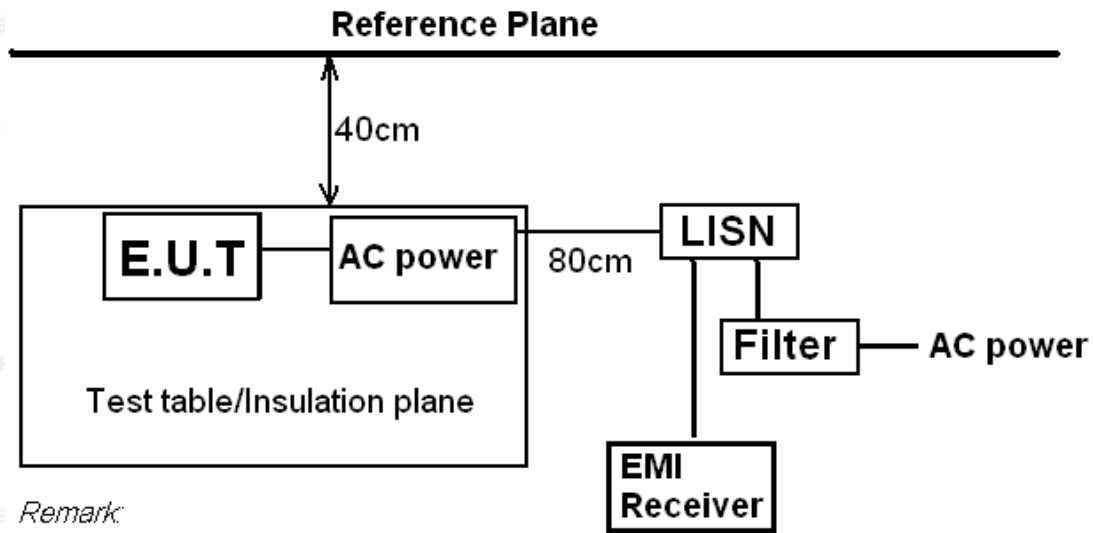 Reference Plane
40cm
E.U.T
AC power
80cm
LISN
Filter
AC power
Test table/Insulation plane
EMI
Receiver
Remark: